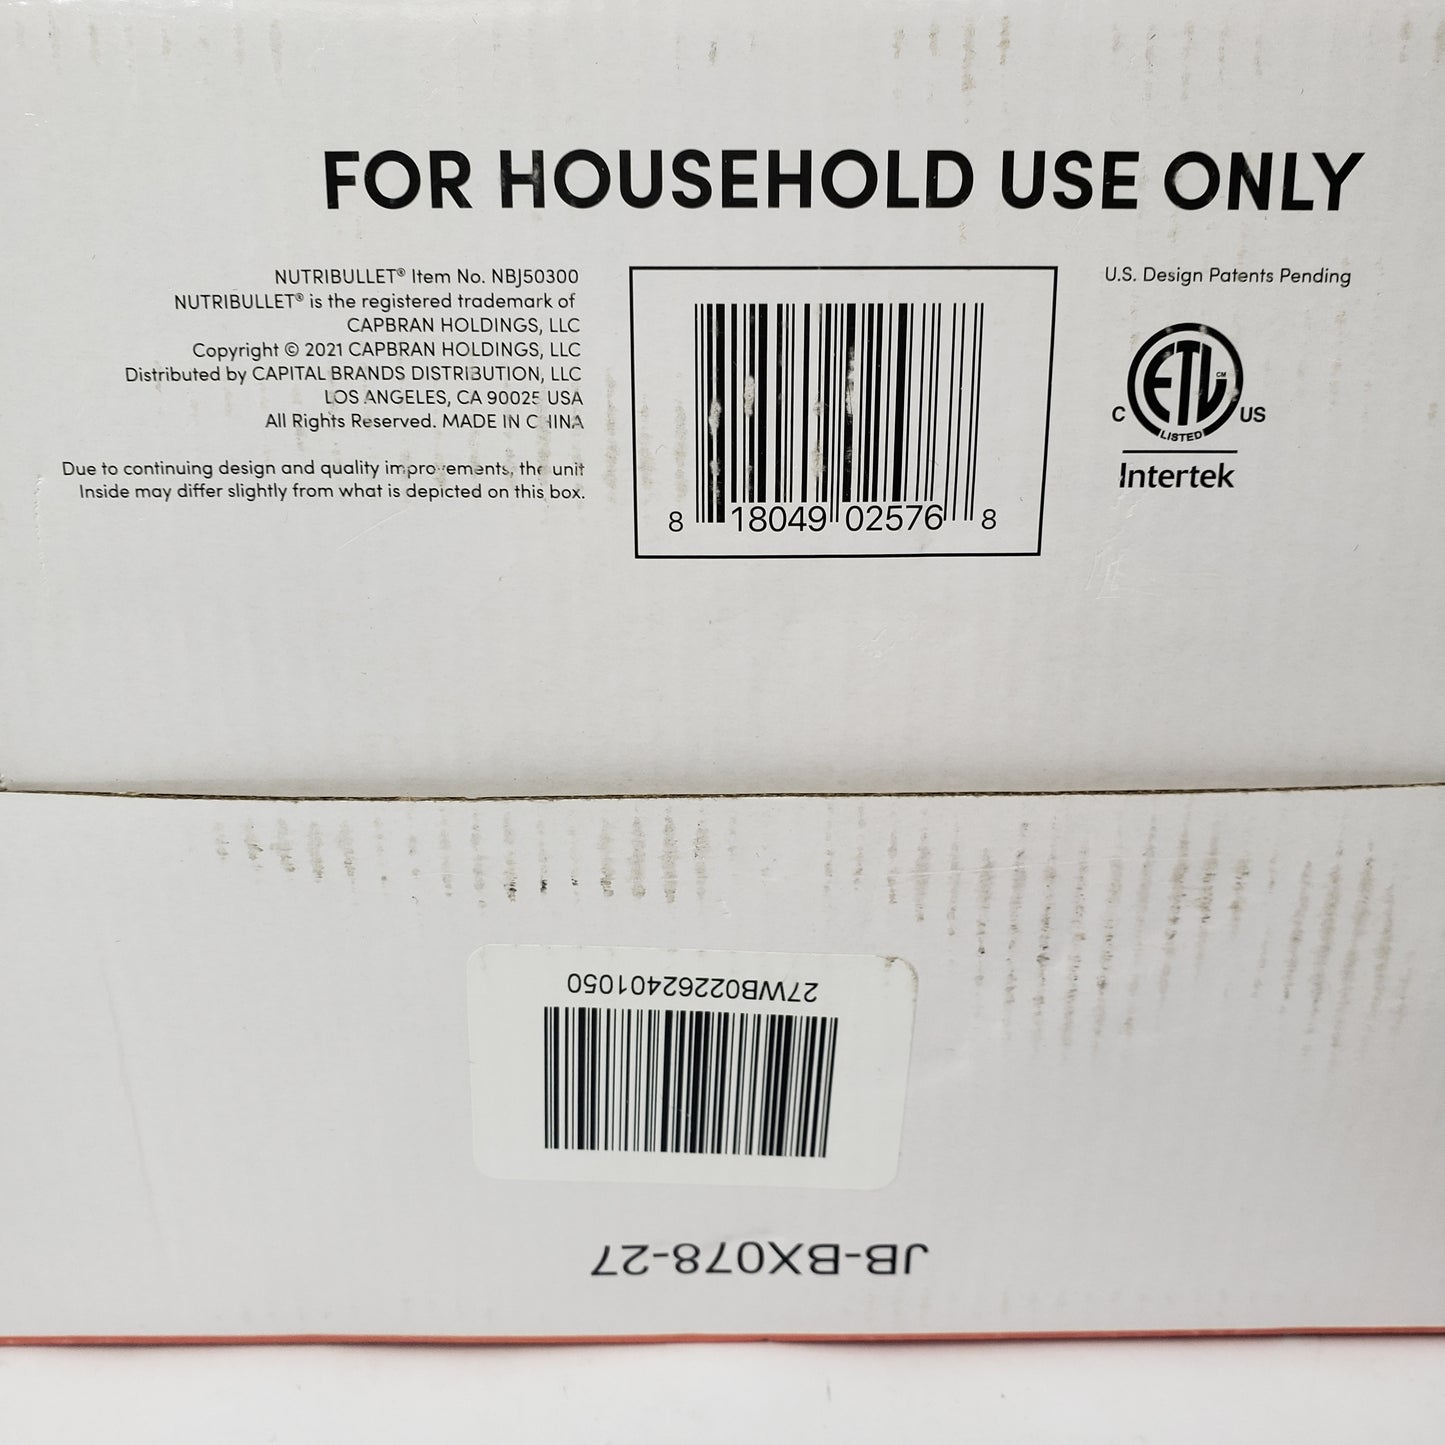 FOR HOUSEHOLD USE ONLY
NUTRIBULLET® Item No. NBJ50300
NUTRIBULLET® is the registered trademark of
CAPBRAN HOLDINGS, LLC
Copyright © 2021 CAPBRAN HOLDINGS, LLC
Distributed by CAPITAL BRANDS DISTRIBUTION, LLC
LOS ANGELES, CA 90025 USA
All Rights Reserved. MADE IN CHINA
Due to continuing design and quality improvements, the unit
Inside may differ slightly from what is depicted on this box.
8 18049 02576 8
U.S. Design Patents Pending
C ETL CM US
LISTED
Intertek
27WB022262401050
JB-BX078-27